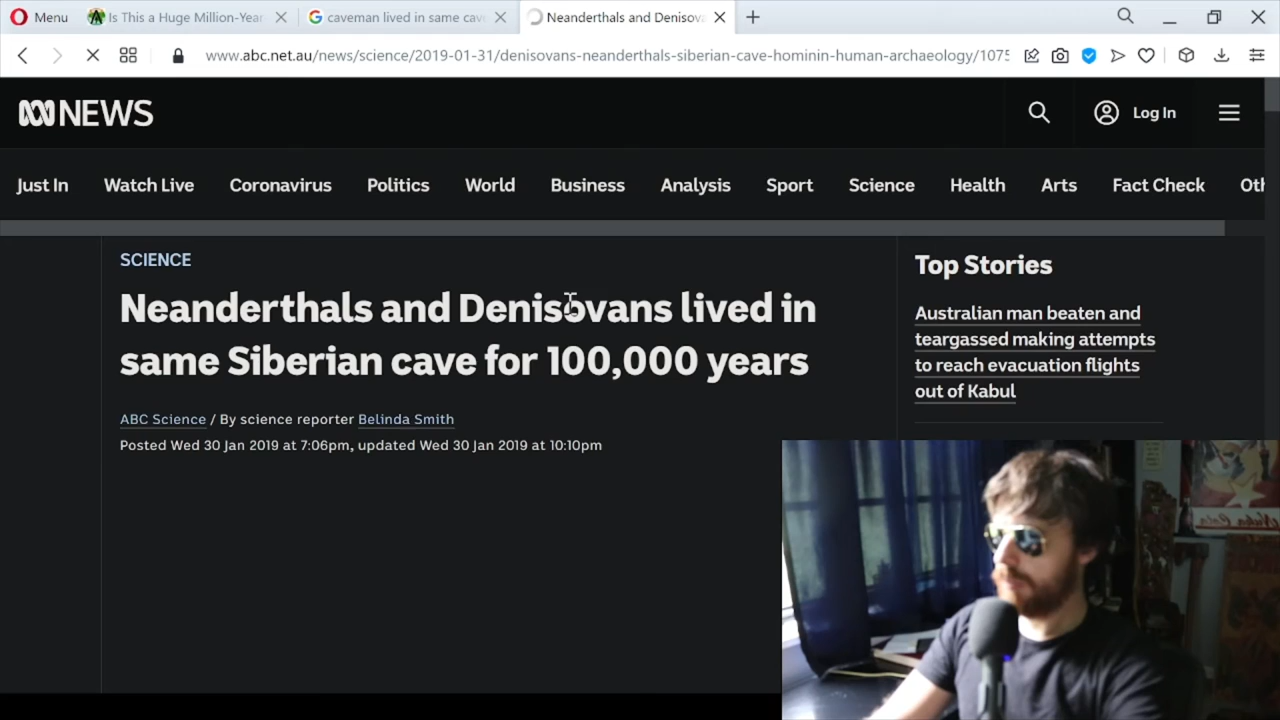 Menu
Is This a Huge Million-Year
caveman lived in same cav
Neanderthals and Denisova
www.abc.net.au/news/science/2019-01-31/denisovans-neanderthals-siberian-cave-hominin-human-archaeology/1075
NEWS
Log In
Just In
Watch Live
Coronavirus
Politics
World
Business
Analysis
Sport
Science
Health
Arts
Fact Check
Oth
SCIENCE
Neanderthals and Denisovans lived in
same Siberian cave for 100,000 years
ABC Science / By science reporter Belinda Smith
Posted Wed 30 Jan 2019 at 7:06pm, updated Wed 30 Jan 2019 at 10:10pm
Top Stories
Australian man beaten and
teargassed making attempts
to reach evacuation flights
out of Kabul
Nuka Cola